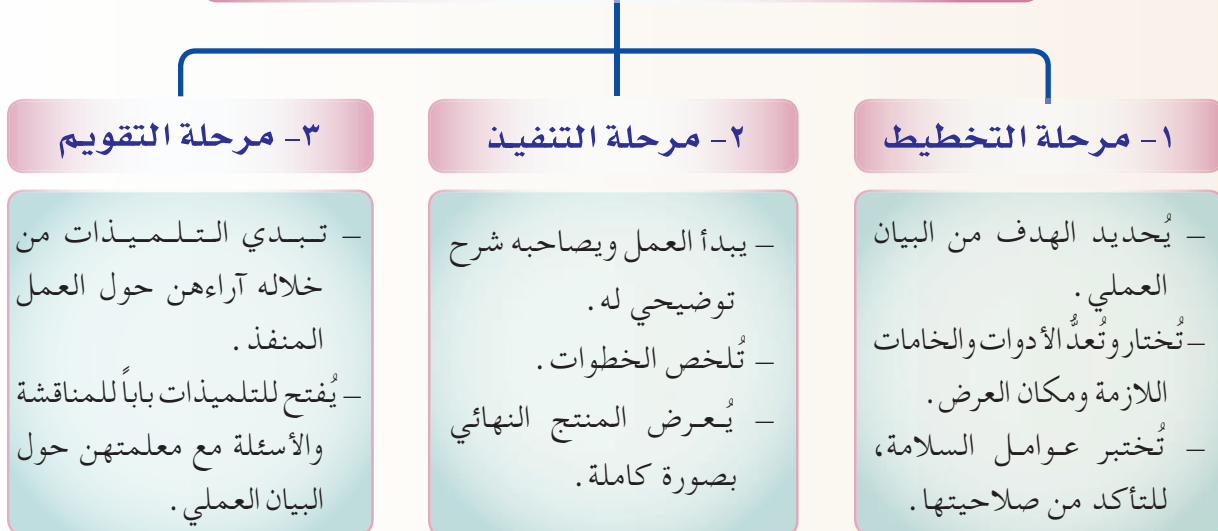 ١- مرحلة التخطيط
– يُحديد الهدف من البيان
العملي.
– تُختار وتُعدُّ الأدوات والخامات
اللازمة ومكان العرض.
– تُختبر عوامل السلامة،
للتأكد من صلاحيتها.
٢- مرحلة التنفيذ
– يبدأ العمل ويصاحبه شرح
توضيحي له.
– تُلخص الخطوات.
– يُعرض المنتج النهائي
بصورة كاملة.
٣- مرحلة التقويم
– تبدي التلميذات من
خلاله آراءهن حول العمل
المنفذ.
– يُفتح للتلميذات باباً للمناقشة
والأسئلة مع معلمتهن حول
البيان العملي.